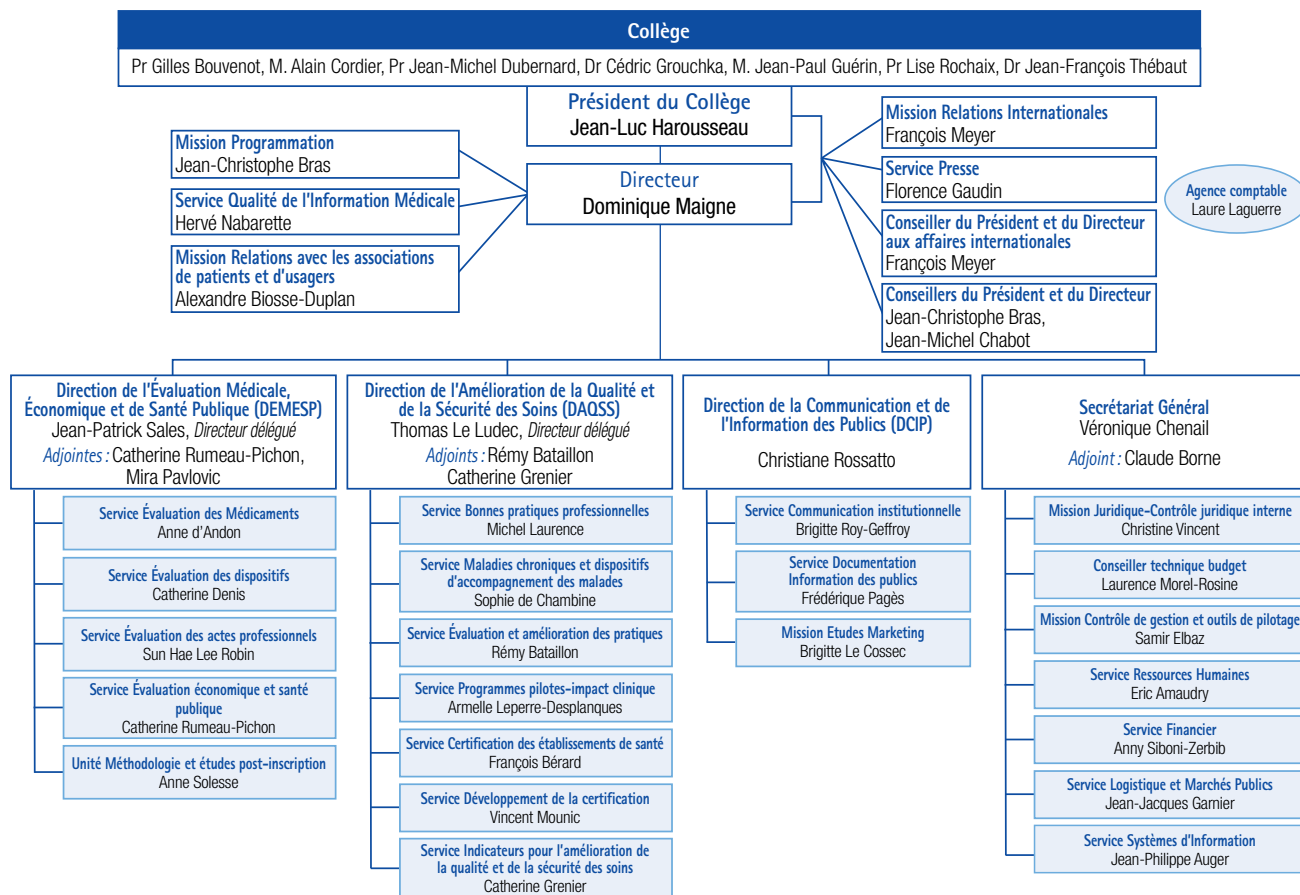 Collège
Pr Gilles Bouvenot, M. Alain Cordier, Pr Jean-Michel Dubernard, Dr Cédric Grouchka, M. Jean-Paul Guérin, Pr Lise Rochaix, Dr Jean-François Thébaut
Président du Collège
Jean-Luc Harousseau
Directeur
Dominique Maigne
Mission Programmation
Jean-Christophe Bras
Service Qualité de l'Information Médicale
Hervé Nabarette
Mission Relations avec les associations
de patients et d'usagers
Alexandre Biosse-Duplan
Mission Relations Internationales
François Meyer
Service Presse
Florence Gaudin
Conseiller du Président et du Directeur
aux affaires internationales
François Meyer
Conseillers du Président et du Directeur
Jean-Christophe Bras,
Jean-Michel Chabot
Agence comptable
Laure Laguerre
Direction de l'Évaluation Médicale,
Économique et de Santé Publique (DEMESP)
Jean-Patrick Sales, Directeur délégué
Adjointes : Catherine Rumeau-Pichon,
Mira Pavlovic
Service Évaluation des Médicaments
Anne d'Andon
Service Évaluation des dispositifs
Catherine Denis
Service Évaluation des actes professionnels
Sun Hae Lee Robin
Service Évaluation économique et santé
publique
Catherine Rumeau-Pichon
Unité Méthodologie et études post-inscription
Anne Solesse
Direction de l'Amélioration de la Qualité et
de la Sécurité des Soins (DAQSS)
Thomas Le Ludec, Directeur délégué
Adjoints : Rémy Bataillon
Catherine Grenier
Service Bonnes pratiques professionnelles
Michel Laurence
Service Maladies chroniques et dispositifs
d'accompagnement des malades
Sophie de Chambine
Service Évaluation et amélioration des pratiques
Rémy Bataillon
Service Programmes pilotes-impact clinique
Armelle Leperre-Desplanques
Service Certification des établissements de santé
François Bérard
Service Développement de la certification
Vincent Mounic
Service Indicateurs pour l'amélioration de
la qualité et de la sécurité des soins
Catherine Grenier
Direction de la Communication et de
l'Information des Publics (DCIP)
Christiane Rossatto
Service Communication institutionnelle
Brigitte Roy-Geffroy
Service Documentation
Information des publics
Frédérique Pagès
Mission Etudes Marketing
Brigitte Le Cossec
Secrétariat Général
Véronique Chenail
Adjoint : Claude Borne
Mission Juridique-Contrôle juridique interne
Christine Vincent
Conseiller technique budget
Laurence Morel-Rosine
Mission Contrôle de gestion et outils de pilotage
Samir Elbaz
Service Ressources Humaines
Eric Amaudry
Service Financier
Anny Siboni-Zerbib
Service Logistique et Marchés Publics
Jean-Jacques Garnier
Service Systèmes d'Information
Jean-Philippe Auger